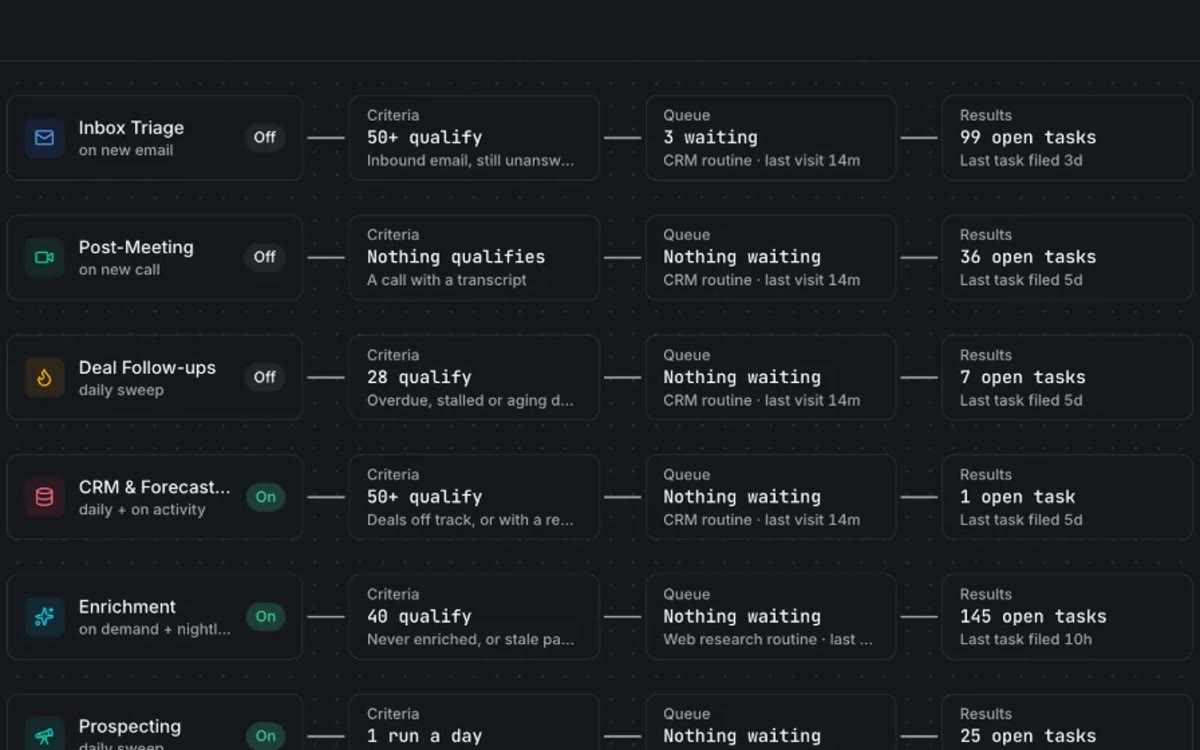 Inbox Triage
on new email
Off
Criteria
50+ qualify
Inbound email, still unansw...
Queue
3 waiting
CRM routine · last visit 14m
Results
99 open tasks
Last task filed 3d
Post-Meeting
on new call
Off
Criteria
Nothing qualifies
A call with a transcript
Queue
Nothing waiting
CRM routine · last visit 14m
Results
36 open tasks
Last task filed 5d
Deal Follow-ups
daily sweep
Off
Criteria
28 qualify
Overdue, stalled or aging d...
Queue
Nothing waiting
CRM routine · last visit 14m
Results
7 open tasks
Last task filed 5d
CRM & Forecast...
daily + on activity
On
Criteria
50+ qualify
Deals off track, or with a re...
Queue
Nothing waiting
CRM routine · last visit 14m
Results
1 open task
Last task filed 5d
Enrichment
on demand + nightl...
On
Criteria
40 qualify
Never enriched, or stale pa...
Queue
Nothing waiting
Web research routine · last ...
Results
145 open tasks
Last task filed 10h
Prospecting
daily sweep
On
Criteria
1 run a day
Queue
Nothing waiting
Results
25 open tasks